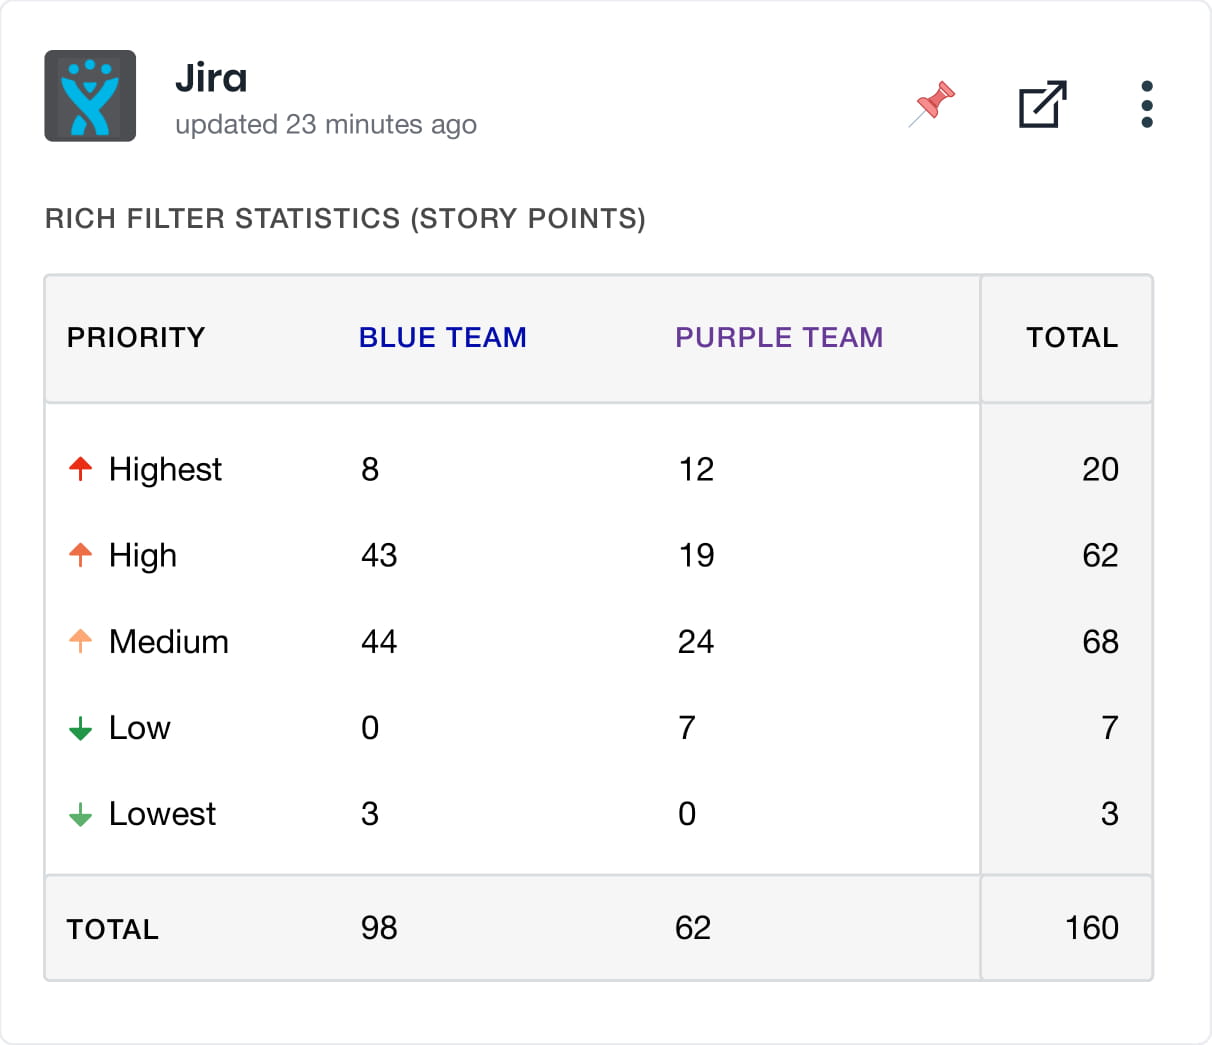 Jira
updated 23 minutes ago
RICH FILTER STATISTICS (STORY POINTS)
PRIORITY BLUE TEAM PURPLE TEAM TOTAL
Highest 8 12 20
High 43 19 62
Medium 44 24 68
Low 0 7 7
Lowest 3 0 3
TOTAL 98 62 160